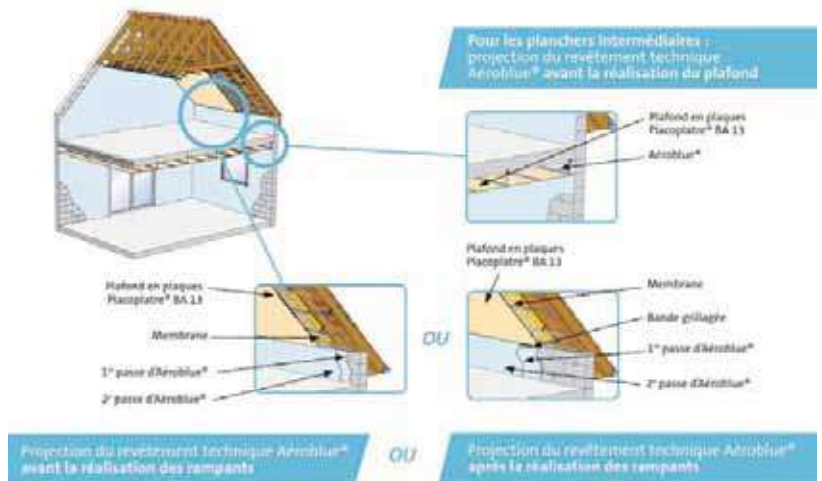 Pour les planchers intermédiaires :
projection du revêtement technique
Aéroblue® avant la réalisation du plafond
Plafond en plaques
Placoplatre® BA 13
Aéroblue®
Plafond en plaques
Placoplatre® BA 13
Membrane
1re passe d'Aéroblue®
2e passe d'Aéroblue®
OU
Plafond en plaques
Placoplatre® BA 13
Membrane
Bande grillagée
1re passe d'Aéroblue®
2e passe d'Aéroblue®
Projection du revêtement technique Aéroblue®
avant la réalisation des rampants
OU
Projection du revêtement technique Aéroblue®
après la réalisation des rampants